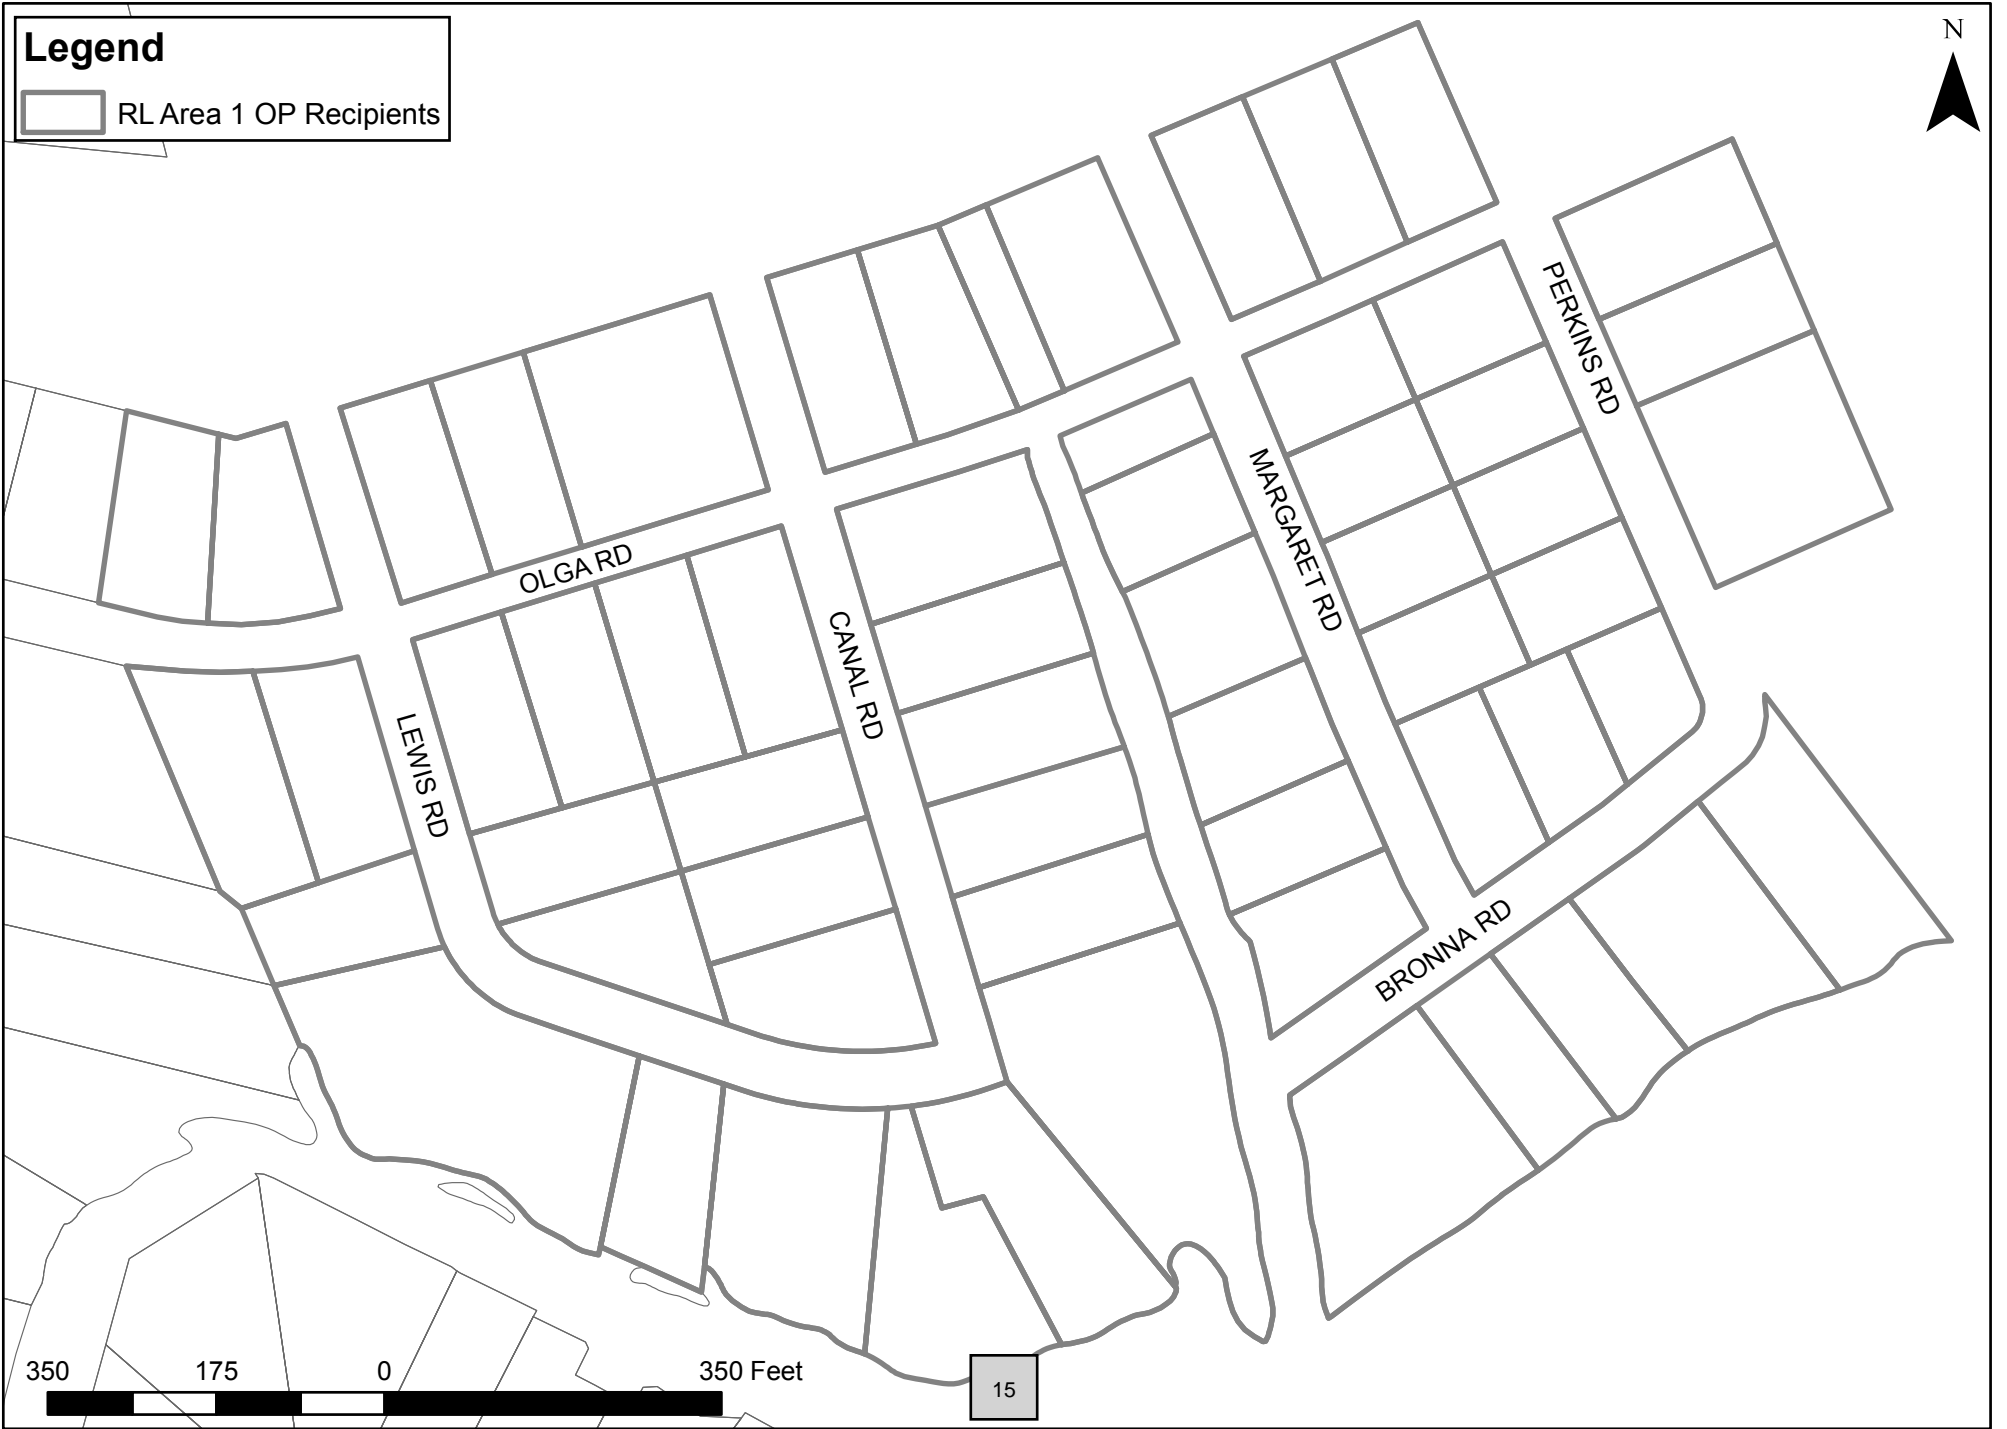 Legend
RL Area 1 OP Recipients
N
PERKINS RD
MARGARET RD
OLGA RD
CANAL RD
LEWIS RD
BRONNA RD
350 175 0 350 Feet
15